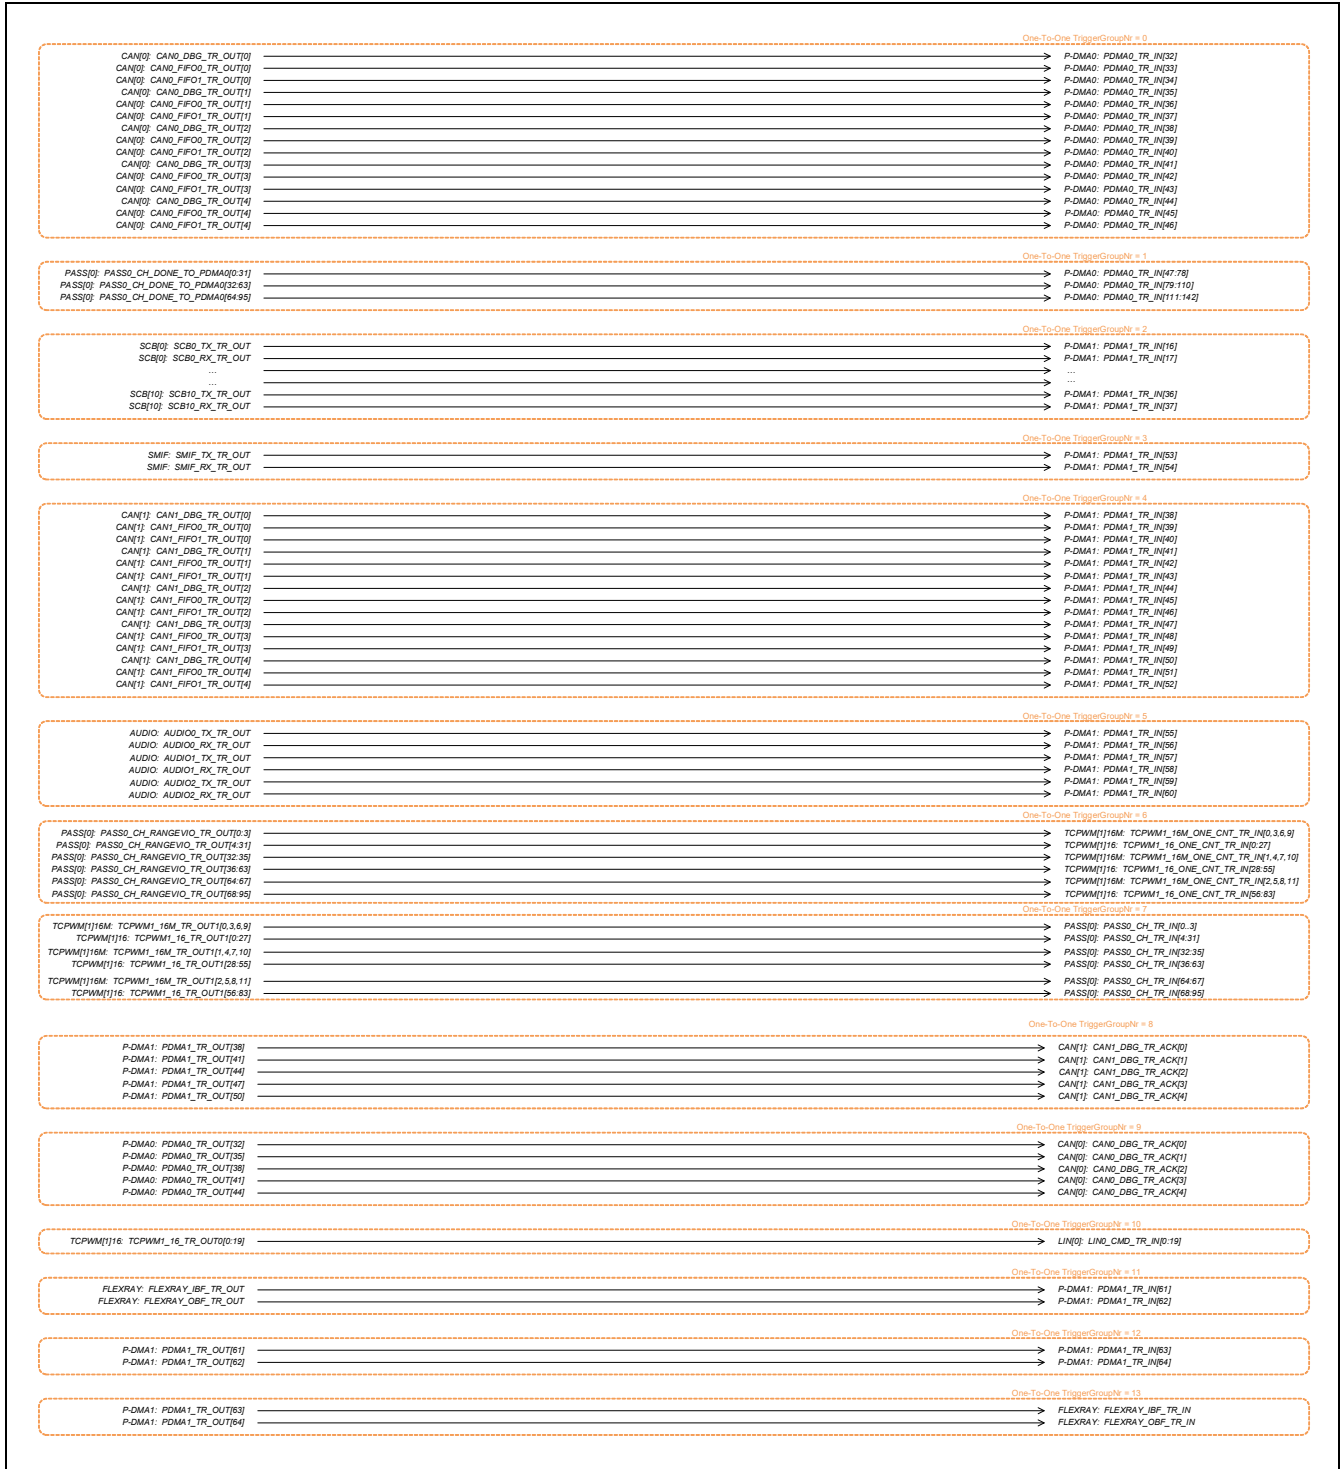 One-To-One TriggerGroupNr = 0
CAN[0]: CAN0_DBG_TR_OUT[0] P-DMA0: PDMA0_TR_IN[32]
CAN[0]: CAN0_FIFO0_TR_OUT[0] P-DMA0: PDMA0_TR_IN[33]
CAN[0]: CAN0_FIFO1_TR_OUT[0] P-DMA0: PDMA0_TR_IN[34]
CAN[0]: CAN0_DBG_TR_OUT[1] P-DMA0: PDMA0_TR_IN[35]
CAN[0]: CAN0_FIFO0_TR_OUT[1] P-DMA0: PDMA0_TR_IN[36]
CAN[0]: CAN0_FIFO1_TR_OUT[1] P-DMA0: PDMA0_TR_IN[37]
CAN[0]: CAN0_DBG_TR_OUT[2] P-DMA0: PDMA0_TR_IN[38]
CAN[0]: CAN0_FIFO0_TR_OUT[2] P-DMA0: PDMA0_TR_IN[39]
CAN[0]: CAN0_FIFO1_TR_OUT[2] P-DMA0: PDMA0_TR_IN[40]
CAN[0]: CAN0_DBG_TR_OUT[3] P-DMA0: PDMA0_TR_IN[41]
CAN[0]: CAN0_FIFO0_TR_OUT[3] P-DMA0: PDMA0_TR_IN[42]
CAN[0]: CAN0_FIFO1_TR_OUT[3] P-DMA0: PDMA0_TR_IN[43]
CAN[0]: CAN0_DBG_TR_OUT[4] P-DMA0: PDMA0_TR_IN[44]
CAN[0]: CAN0_FIFO0_TR_OUT[4] P-DMA0: PDMA0_TR_IN[45]
CAN[0]: CAN0_FIFO1_TR_OUT[4] P-DMA0: PDMA0_TR_IN[46]
One-To-One TriggerGroupNr = 1
PASS[0]: PASS0_CH_DONE_TO_PDMA0[0:31] P-DMA0: PDMA0_TR_IN[47:78]
PASS[0]: PASS0_CH_DONE_TO_PDMA0[32:63] P-DMA0: PDMA0_TR_IN[79:110]
PASS[0]: PASS0_CH_DONE_TO_PDMA0[64:95] P-DMA0: PDMA0_TR_IN[111:142]
One-To-One TriggerGroupNr = 2
SCB[0]: SCB0_TX_TR_OUT P-DMA1: PDMA1_TR_IN[16]
SCB[0]: SCB0_RX_TR_OUT P-DMA1: PDMA1_TR_IN[17]
... ...
... ...
SCB[10]: SCB10_TX_TR_OUT P-DMA1: PDMA1_TR_IN[36]
SCB[10]: SCB10_RX_TR_OUT P-DMA1: PDMA1_TR_IN[37]
One-To-One TriggerGroupNr = 3
SMIF: SMIF_TX_TR_OUT P-DMA1: PDMA1_TR_IN[53]
SMIF: SMIF_RX_TR_OUT P-DMA1: PDMA1_TR_IN[54]
One-To-One TriggerGroupNr = 4
CAN[1]: CAN1_DBG_TR_OUT[0] P-DMA1: PDMA1_TR_IN[38]
CAN[1]: CAN1_FIFO0_TR_OUT[0] P-DMA1: PDMA1_TR_IN[39]
CAN[1]: CAN1_FIFO1_TR_OUT[0] P-DMA1: PDMA1_TR_IN[40]
CAN[1]: CAN1_DBG_TR_OUT[1] P-DMA1: PDMA1_TR_IN[41]
CAN[1]: CAN1_FIFO0_TR_OUT[1] P-DMA1: PDMA1_TR_IN[42]
CAN[1]: CAN1_FIFO1_TR_OUT[1] P-DMA1: PDMA1_TR_IN[43]
CAN[1]: CAN1_DBG_TR_OUT[2] P-DMA1: PDMA1_TR_IN[44]
CAN[1]: CAN1_FIFO0_TR_OUT[2] P-DMA1: PDMA1_TR_IN[45]
CAN[1]: CAN1_FIFO1_TR_OUT[2] P-DMA1: PDMA1_TR_IN[46]
CAN[1]: CAN1_DBG_TR_OUT[3] P-DMA1: PDMA1_TR_IN[47]
CAN[1]: CAN1_FIFO0_TR_OUT[3] P-DMA1: PDMA1_TR_IN[48]
CAN[1]: CAN1_FIFO1_TR_OUT[3] P-DMA1: PDMA1_TR_IN[49]
CAN[1]: CAN1_DBG_TR_OUT[4] P-DMA1: PDMA1_TR_IN[50]
CAN[1]: CAN1_FIFO0_TR_OUT[4] P-DMA1: PDMA1_TR_IN[51]
CAN[1]: CAN1_FIFO1_TR_OUT[4] P-DMA1: PDMA1_TR_IN[52]
One-To-One TriggerGroupNr = 5
AUDIO: AUDIO0_TX_TR_OUT P-DMA1: PDMA1_TR_IN[55]
AUDIO: AUDIO0_RX_TR_OUT P-DMA1: PDMA1_TR_IN[56]
AUDIO: AUDIO1_TX_TR_OUT P-DMA1: PDMA1_TR_IN[57]
AUDIO: AUDIO1_RX_TR_OUT P-DMA1: PDMA1_TR_IN[58]
AUDIO: AUDIO2_TX_TR_OUT P-DMA1: PDMA1_TR_IN[59]
AUDIO: AUDIO2_RX_TR_OUT P-DMA1: PDMA1_TR_IN[60]
One-To-One TriggerGroupNr = 6
PASS[0]: PASS0_CH_RANGEVIO_TR_OUT[0:3] TCPWM[1]16M: TCPWM1_16M_ONE_CNT_TR_IN[0,3,6,9]
PASS[0]: PASS0_CH_RANGEVIO_TR_OUT[4:31] TCPWM[1]16: TCPWM1_16_ONE_CNT_TR_IN[0:27]
PASS[0]: PASS0_CH_RANGEVIO_TR_OUT[32:35] TCPWM[1]16M: TCPWM1_16M_ONE_CNT_TR_IN[1,4,7,10]
PASS[0]: PASS0_CH_RANGEVIO_TR_OUT[36:63] TCPWM[1]16: TCPWM1_16_ONE_CNT_TR_IN[28:55]
PASS[0]: PASS0_CH_RANGEVIO_TR_OUT[64:67] TCPWM[1]16M: TCPWM1_16M_ONE_CNT_TR_IN[2,5,8,11]
PASS[0]: PASS0_CH_RANGEVIO_TR_OUT[68:95] TCPWM[1]16: TCPWM1_16_ONE_CNT_TR_IN[56:83]
One-To-One TriggerGroupNr = 7
TCPWM[1]16M: TCPWM1_16M_TR_OUT1[0,3,6,9] PASS[0]: PASS0_CH_TR_IN[0..3]
TCPWM[1]16: TCPWM1_16_TR_OUT1[0:27] PASS[0]: PASS0_CH_TR_IN[4:31]
TCPWM[1]16M: TCPWM1_16M_TR_OUT1[1,4,7,10] PASS[0]: PASS0_CH_TR_IN[32:35]
TCPWM[1]16: TCPWM1_16_TR_OUT1[28:55] PASS[0]: PASS0_CH_TR_IN[36:63]
TCPWM[1]16M: TCPWM1_16M_TR_OUT1[2,5,8,11] PASS[0]: PASS0_CH_TR_IN[64:67]
TCPWM[1]16: TCPWM1_16_TR_OUT1[56:83] PASS[0]: PASS0_CH_TR_IN[68:95]
One-To-One TriggerGroupNr = 8
P-DMA1: PDMA1_TR_OUT[38] CAN[1]: CAN1_DBG_TR_ACK[0]
P-DMA1: PDMA1_TR_OUT[41] CAN[1]: CAN1_DBG_TR_ACK[1]
P-DMA1: PDMA1_TR_OUT[44] CAN[1]: CAN1_DBG_TR_ACK[2]
P-DMA1: PDMA1_TR_OUT[47] CAN[1]: CAN1_DBG_TR_ACK[3]
P-DMA1: PDMA1_TR_OUT[50] CAN[1]: CAN1_DBG_TR_ACK[4]
One-To-One TriggerGroupNr = 9
P-DMA0: PDMA0_TR_OUT[32] CAN[0]: CAN0_DBG_TR_ACK[0]
P-DMA0: PDMA0_TR_OUT[35] CAN[0]: CAN0_DBG_TR_ACK[1]
P-DMA0: PDMA0_TR_OUT[38] CAN[0]: CAN0_DBG_TR_ACK[2]
P-DMA0: PDMA0_TR_OUT[41] CAN[0]: CAN0_DBG_TR_ACK[3]
P-DMA0: PDMA0_TR_OUT[44] CAN[0]: CAN0_DBG_TR_ACK[4]
One-To-One TriggerGroupNr = 10
TCPWM[1]16: TCPWM1_16_TR_OUT0[0:19] LIN[0]: LIN0_CMD_TR_IN[0:19]
One-To-One TriggerGroupNr = 11
FLEXRAY: FLEXRAY_IBF_TR_OUT P-DMA1: PDMA1_TR_IN[61]
FLEXRAY: FLEXRAY_OBF_TR_OUT P-DMA1: PDMA1_TR_IN[62]
One-To-One TriggerGroupNr = 12
P-DMA1: PDMA1_TR_OUT[61] P-DMA1: PDMA1_TR_IN[63]
P-DMA1: PDMA1_TR_OUT[62] P-DMA1: PDMA1_TR_IN[64]
One-To-One TriggerGroupNr = 13
P-DMA1: PDMA1_TR_OUT[63] FLEXRAY: FLEXRAY_IBF_TR_IN
P-DMA1: PDMA1_TR_OUT[64] FLEXRAY: FLEXRAY_OBF_TR_IN